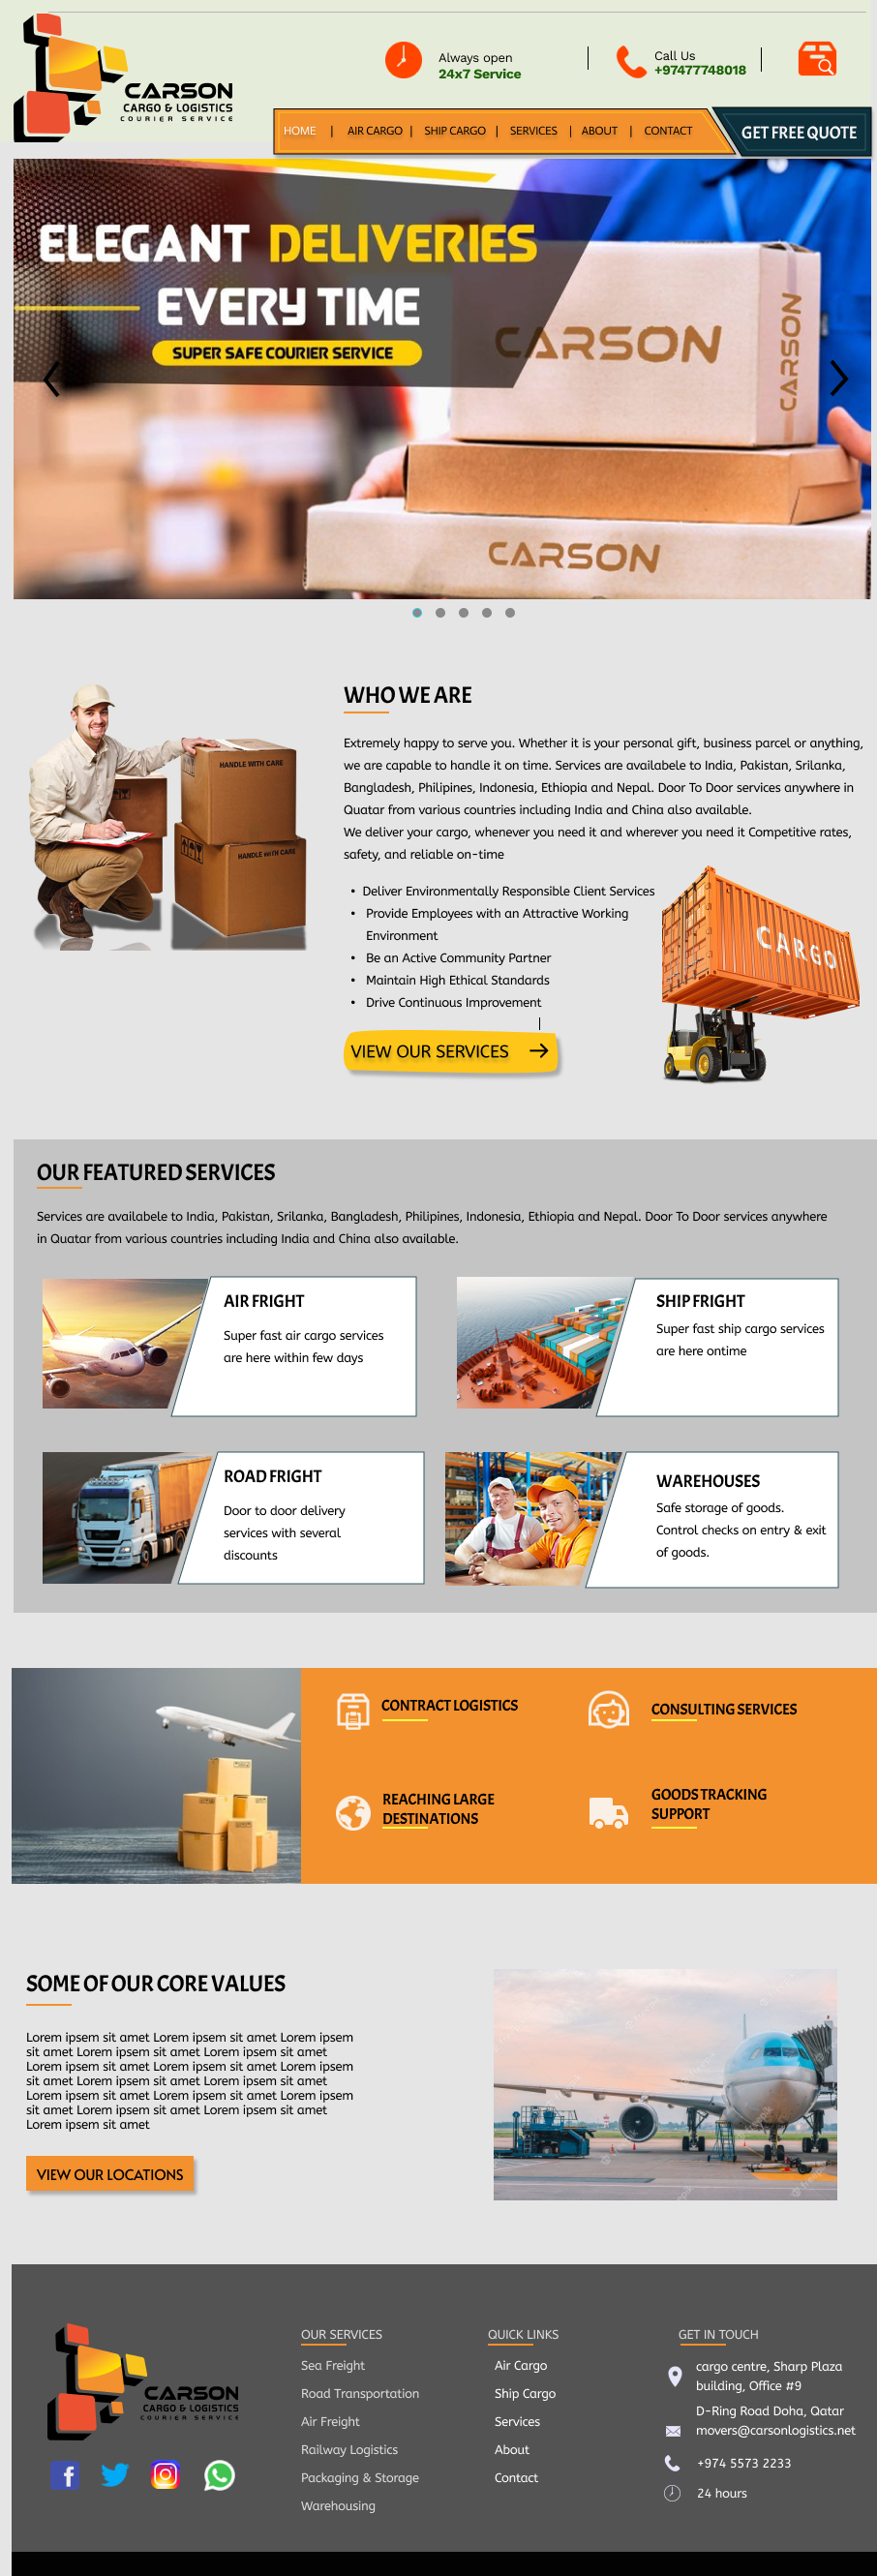 CARSON
CARGO & LOGISTICS
COURIER SERVICE
Always open
24x7 Service
Call Us
+97477748018
HOME | AIR CARGO | SHIP CARGO | SERVICES | ABOUT | CONTACT
GET FREE QUOTE
ELEGANT DELIVERIES
EVERY TIME
SUPER SAFE COURIER SERVICE
CARSON
CARSON
CARSON
WHO WE ARE
Extremely happy to serve you. Whether it is your personal gift, business parcel or anything,
we are capable to handle it on time. Services are availabele to India, Pakistan, Srilanka,
Bangladesh, Philipines, Indonesia, Ethiopia and Nepal. Door To Door services anywhere in
Quatar from various countries including India and China also available.
We deliver your cargo, whenever you need it and wherever you need it Competitive rates,
safety, and reliable on-time
HANDLE WITH CARE
HANDLE WITH CARE
• Deliver Environmentally Responsible Client Services
• Provide Employees with an Attractive Working
Environment
• Be an Active Community Partner
• Maintain High Ethical Standards
• Drive Continuous Improvement
CARGO
VIEW OUR SERVICES
OUR FEATURED SERVICES
Services are availabele to India, Pakistan, Srilanka, Bangladesh, Philipines, Indonesia, Ethiopia and Nepal. Door To Door services anywhere
in Quatar from various countries including India and China also available.
AIR FRIGHT
Super fast air cargo services
are here within few days
SHIP FRIGHT
Super fast ship cargo services
are here ontime
ROAD FRIGHT
Door to door delivery
services with several
discounts
WAREHOUSES
Safe storage of goods.
Control checks on entry & exit
of goods.
CONTRACT LOGISTICS
CONSULTING SERVICES
REACHING LARGE
DESTINATIONS
GOODS TRACKING
SUPPORT
SOME OF OUR CORE VALUES
Lorem ipsem sit amet Lorem ipsem sit amet Lorem ipsem
sit amet Lorem ipsem sit amet Lorem ipsem sit amet
Lorem ipsem sit amet Lorem ipsem sit amet Lorem ipsem
sit amet Lorem ipsem sit amet Lorem ipsem sit amet
Lorem ipsem sit amet Lorem ipsem sit amet Lorem ipsem
sit amet Lorem ipsem sit amet Lorem ipsem sit amet
Lorem ipsem sit amet
VIEW OUR LOCATIONS
CARSON
CARGO & LOGISTICS
COURIER SERVICE
OUR SERVICES
Sea Freight
Road Transportation
Air Freight
Railway Logistics
Packaging & Storage
Warehousing
QUICK LINKS
Air Cargo
Ship Cargo
Services
About
Contact
GET IN TOUCH
cargo centre, Sharp Plaza
building, Office #9
D-Ring Road Doha, Qatar
movers@carsonlogistics.net
+974 5573 2233
24 hours